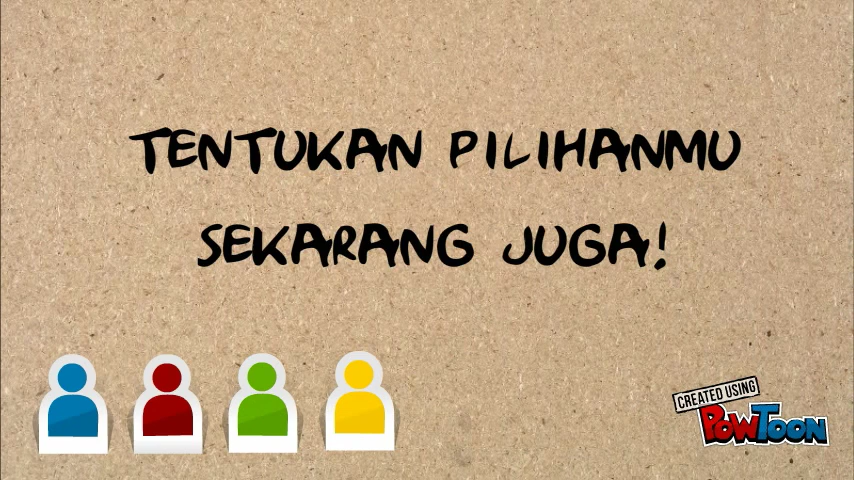 TENTUKAN PILIHANMU
SEKARANG JUGA!
CREATED USING
POWTOON